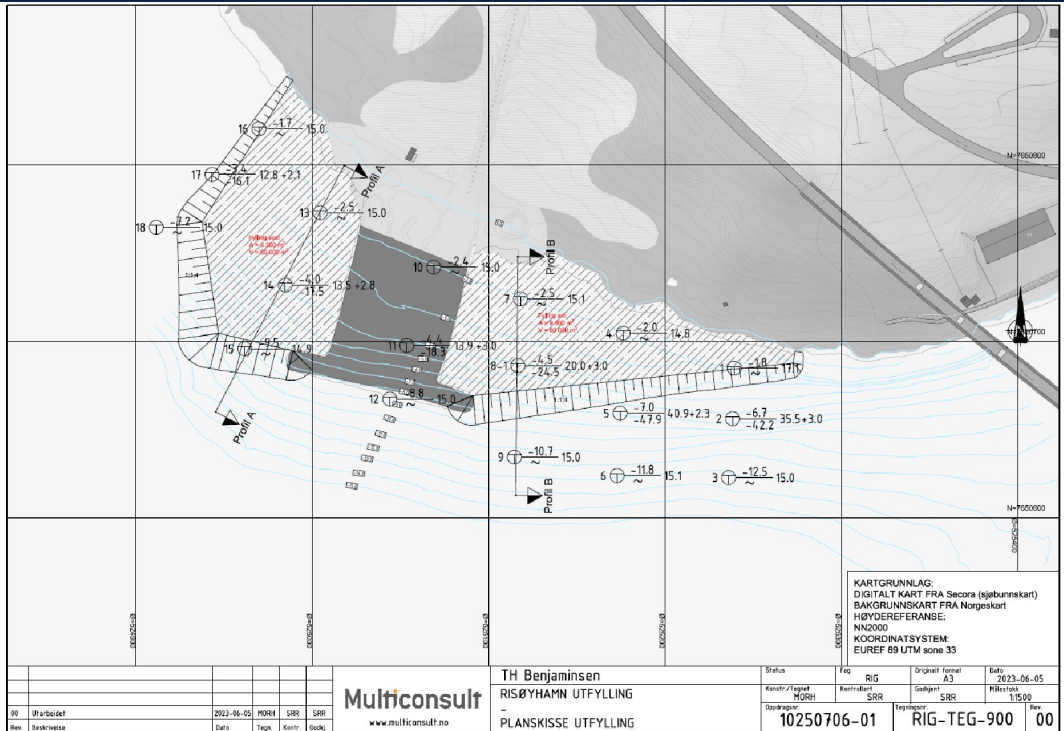 16 -1.7 ~ 15.0
17 -3.4 -16.1 12.8 +2.1
Profil A
18 -7.2 ~ 15.0
13 -2.5 ~ 15.0
N=7650800
Profil B
10 -2.4 ~ 15.0
14 -4.0 -17.5 13.5 +2.8
7 -2.5 ~ 15.1
4 -2.0 ~ 14.8
11 -4.4 -18.3 13.9 +3.0
15 -9.5 ~ 14.9
8-1 -4.5 -24.5 20.0+3.0
1 -1.8 ~ 17.1
N
12 -8.8 ~ 15.0
5 -7.0 -47.9 40.9+2.3
2 -6.7 -42.2 35.5+3.0
Profil A
9 -10.7 ~ 15.0
6 -11.8 ~ 15.1
3 -12.5 ~ 15.0
Profil B
N=7650600
KARTGRUNNLAG:
DIGITALT KART FRA Secora (sjøbunnskart)
BAKGRUNNSKART FRA Norgeskart
HØYDEREFERANSE:
NN2000
KOORDINATSYSTEM:
EUREF 89 UTM sone 33
00 Utarbeidet 2023-06-05 MORH SRR SRR
Rev. Beskrivelse Dato Tegn. Kontr. Godkj.
Multiconsult
www.multiconsult.no
TH Benjaminsen
RISØYHAMN UTFYLLING
-
PLANSKISSE UTFYLLING
Status Fag Originalt format Dato
RIG A3 2023-06-05
Konstr./Tegnet Kontrollert Godkjent Målestokk
MORH SRR SRR 1:1500
Oppdragsnr. Tegningsnr. Rev.
10250706-01 RIG-TEG-900 00